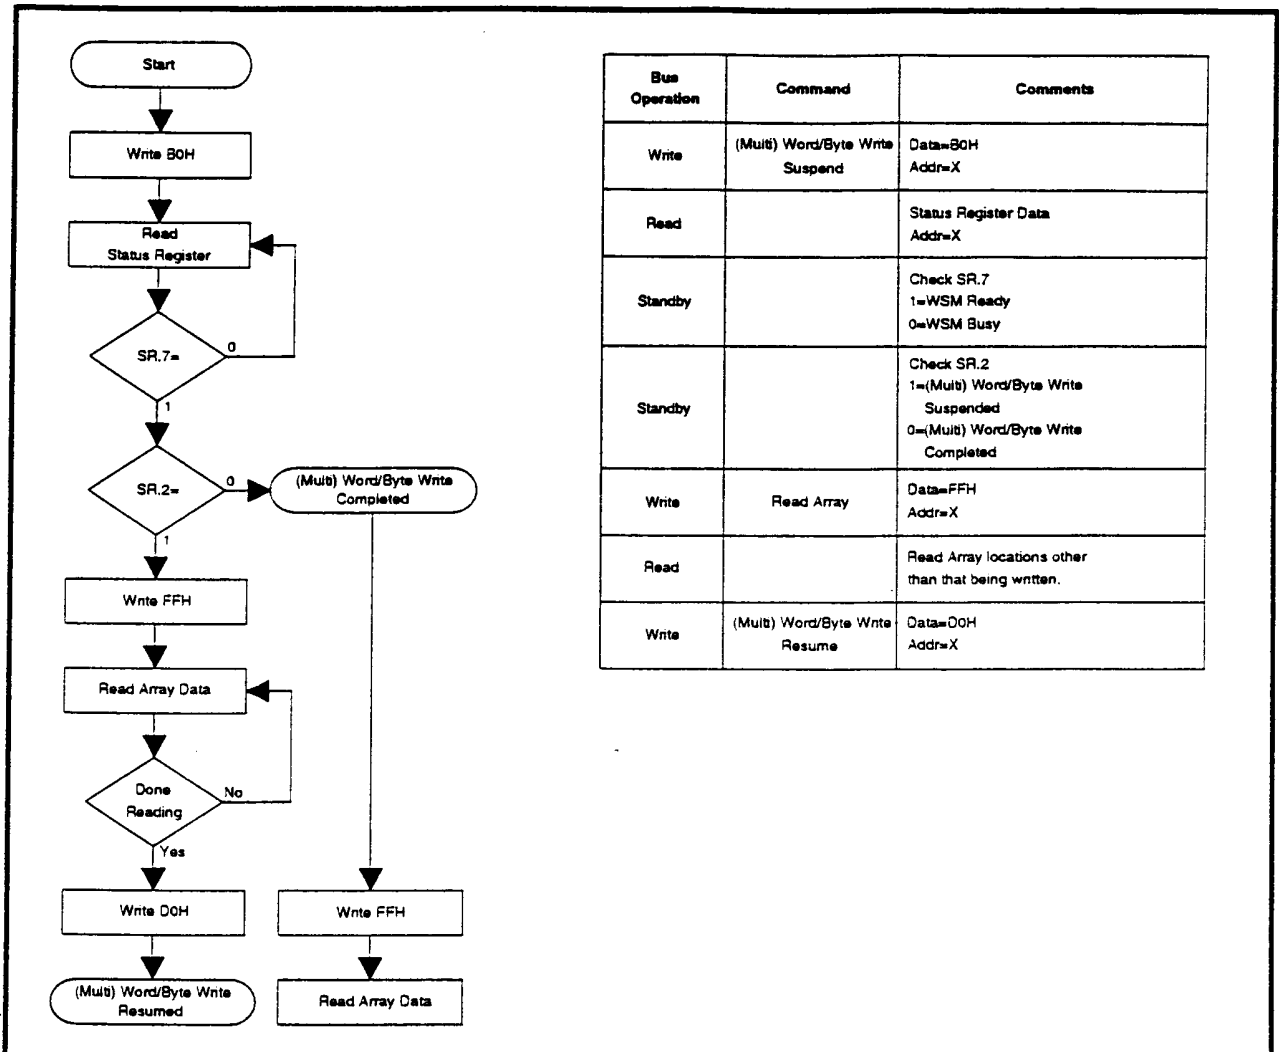 Start
Write B0H
Read
Status Register
SR.7=
0
1
SR.2=
0
(Multi) Word/Byte Write
Completed
1
Write FFH
Read Array Data
Done
Reading
No
Yes
Write D0H
Write FFH
(Multi) Word/Byte Write
Resumed
Read Array Data
Bus
Operation
Command
Comments
Write
(Multi) Word/Byte Write
Suspend
Data=B0H
Addr=X
Read
Status Register Data
Addr=X
Standby
Check SR.7
1=WSM Ready
0=WSM Busy
Standby
Check SR.2
1=(Multi) Word/Byte Write
Suspended
0=(Multi) Word/Byte Write
Completed
Write
Read Array
Data=FFH
Addr=X
Read
Read Array locations other
than that being written.
Write
(Multi) Word/Byte Write
Resume
Data=D0H
Addr=X